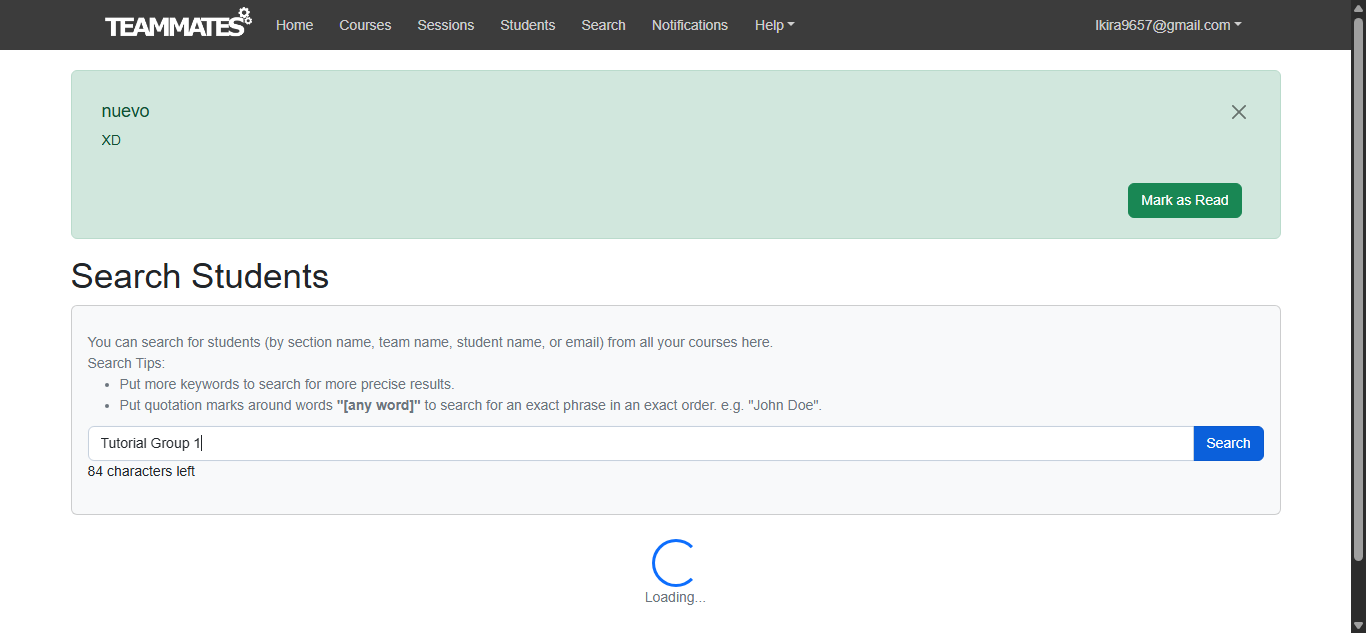 TEAMMATES Home Courses Sessions Students Search Notifications Help lkira9657@gmail.com
nuevo
XD
Mark as Read
Search Students
You can search for students (by section name, team name, student name, or email) from all your courses here.
Search Tips:
Put more keywords to search for more precise results.
Put quotation marks around words "[any word]" to search for an exact phrase in an exact order. e.g. "John Doe".
Tutorial Group 1 Search
84 characters left
Loading...